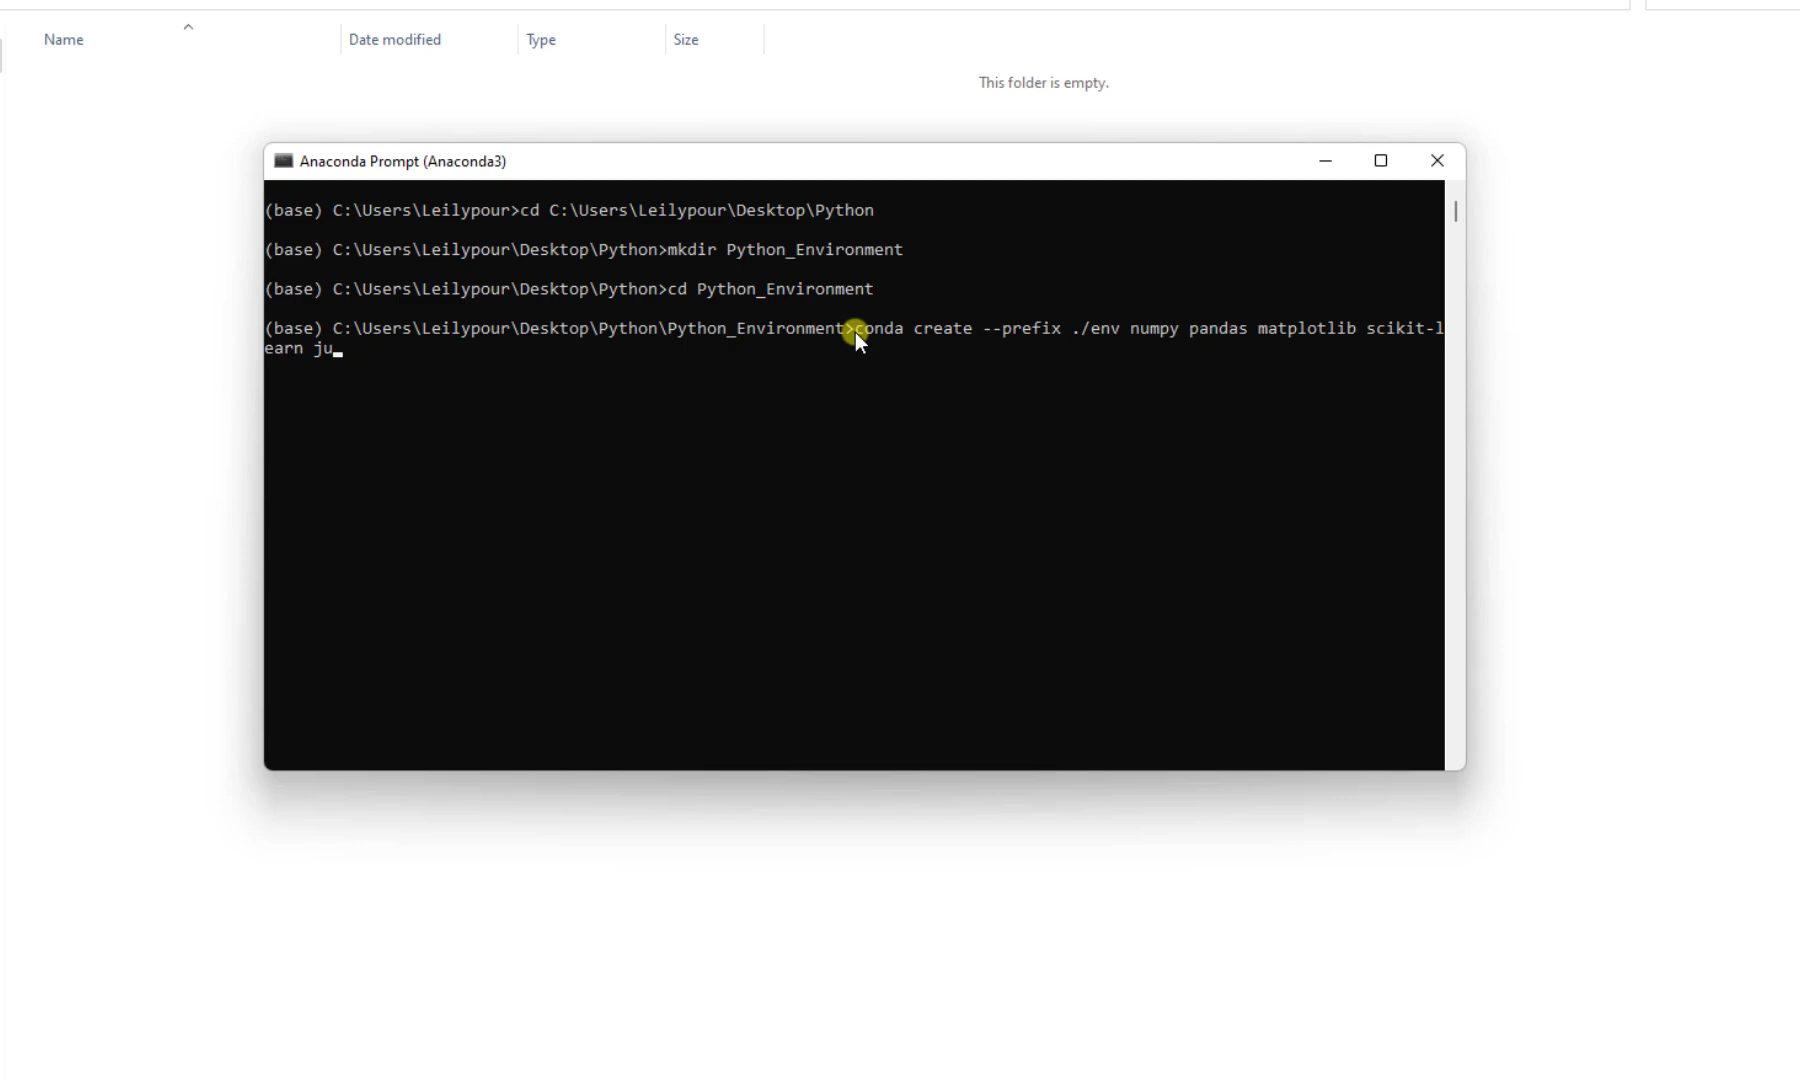 Name Date modified Type Size
This folder is empty.
Anaconda Prompt (Anaconda3)
(base) C:\Users\Leilypour>cd C:\Users\Leilypour\Desktop\Python
(base) C:\Users\Leilypour\Desktop\Python>mkdir Python_Environment
(base) C:\Users\Leilypour\Desktop\Python>cd Python_Environment
(base) C:\Users\Leilypour\Desktop\Python\Python_Environment>conda create --prefix ./env numpy pandas matplotlib scikit-l
earn ju